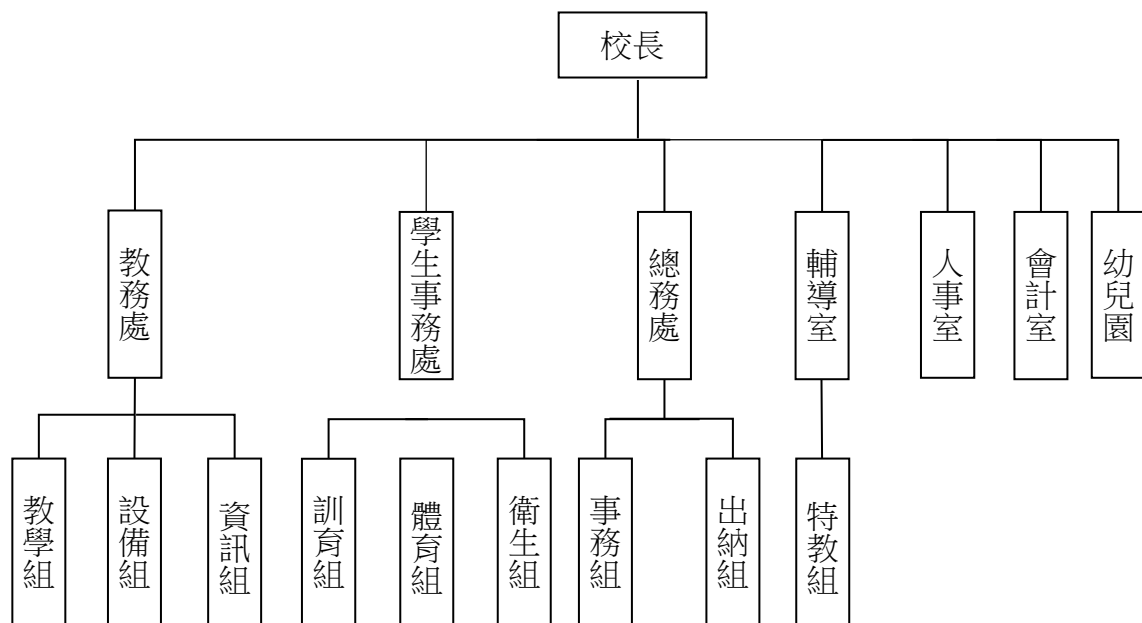 校長
教務處
學生事務處
總務處
輔導室
人事室
會計室
幼兒園
教學組
設備組
資訊組
訓育組
體育組
衛生組
事務組
出納組
特教組